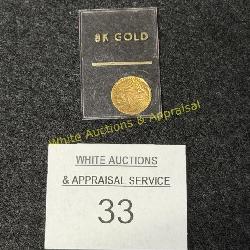 8K GOLD
White Auctions & Appraisal
WHITE AUCTIONS
& APPRAISAL SERVICE
33